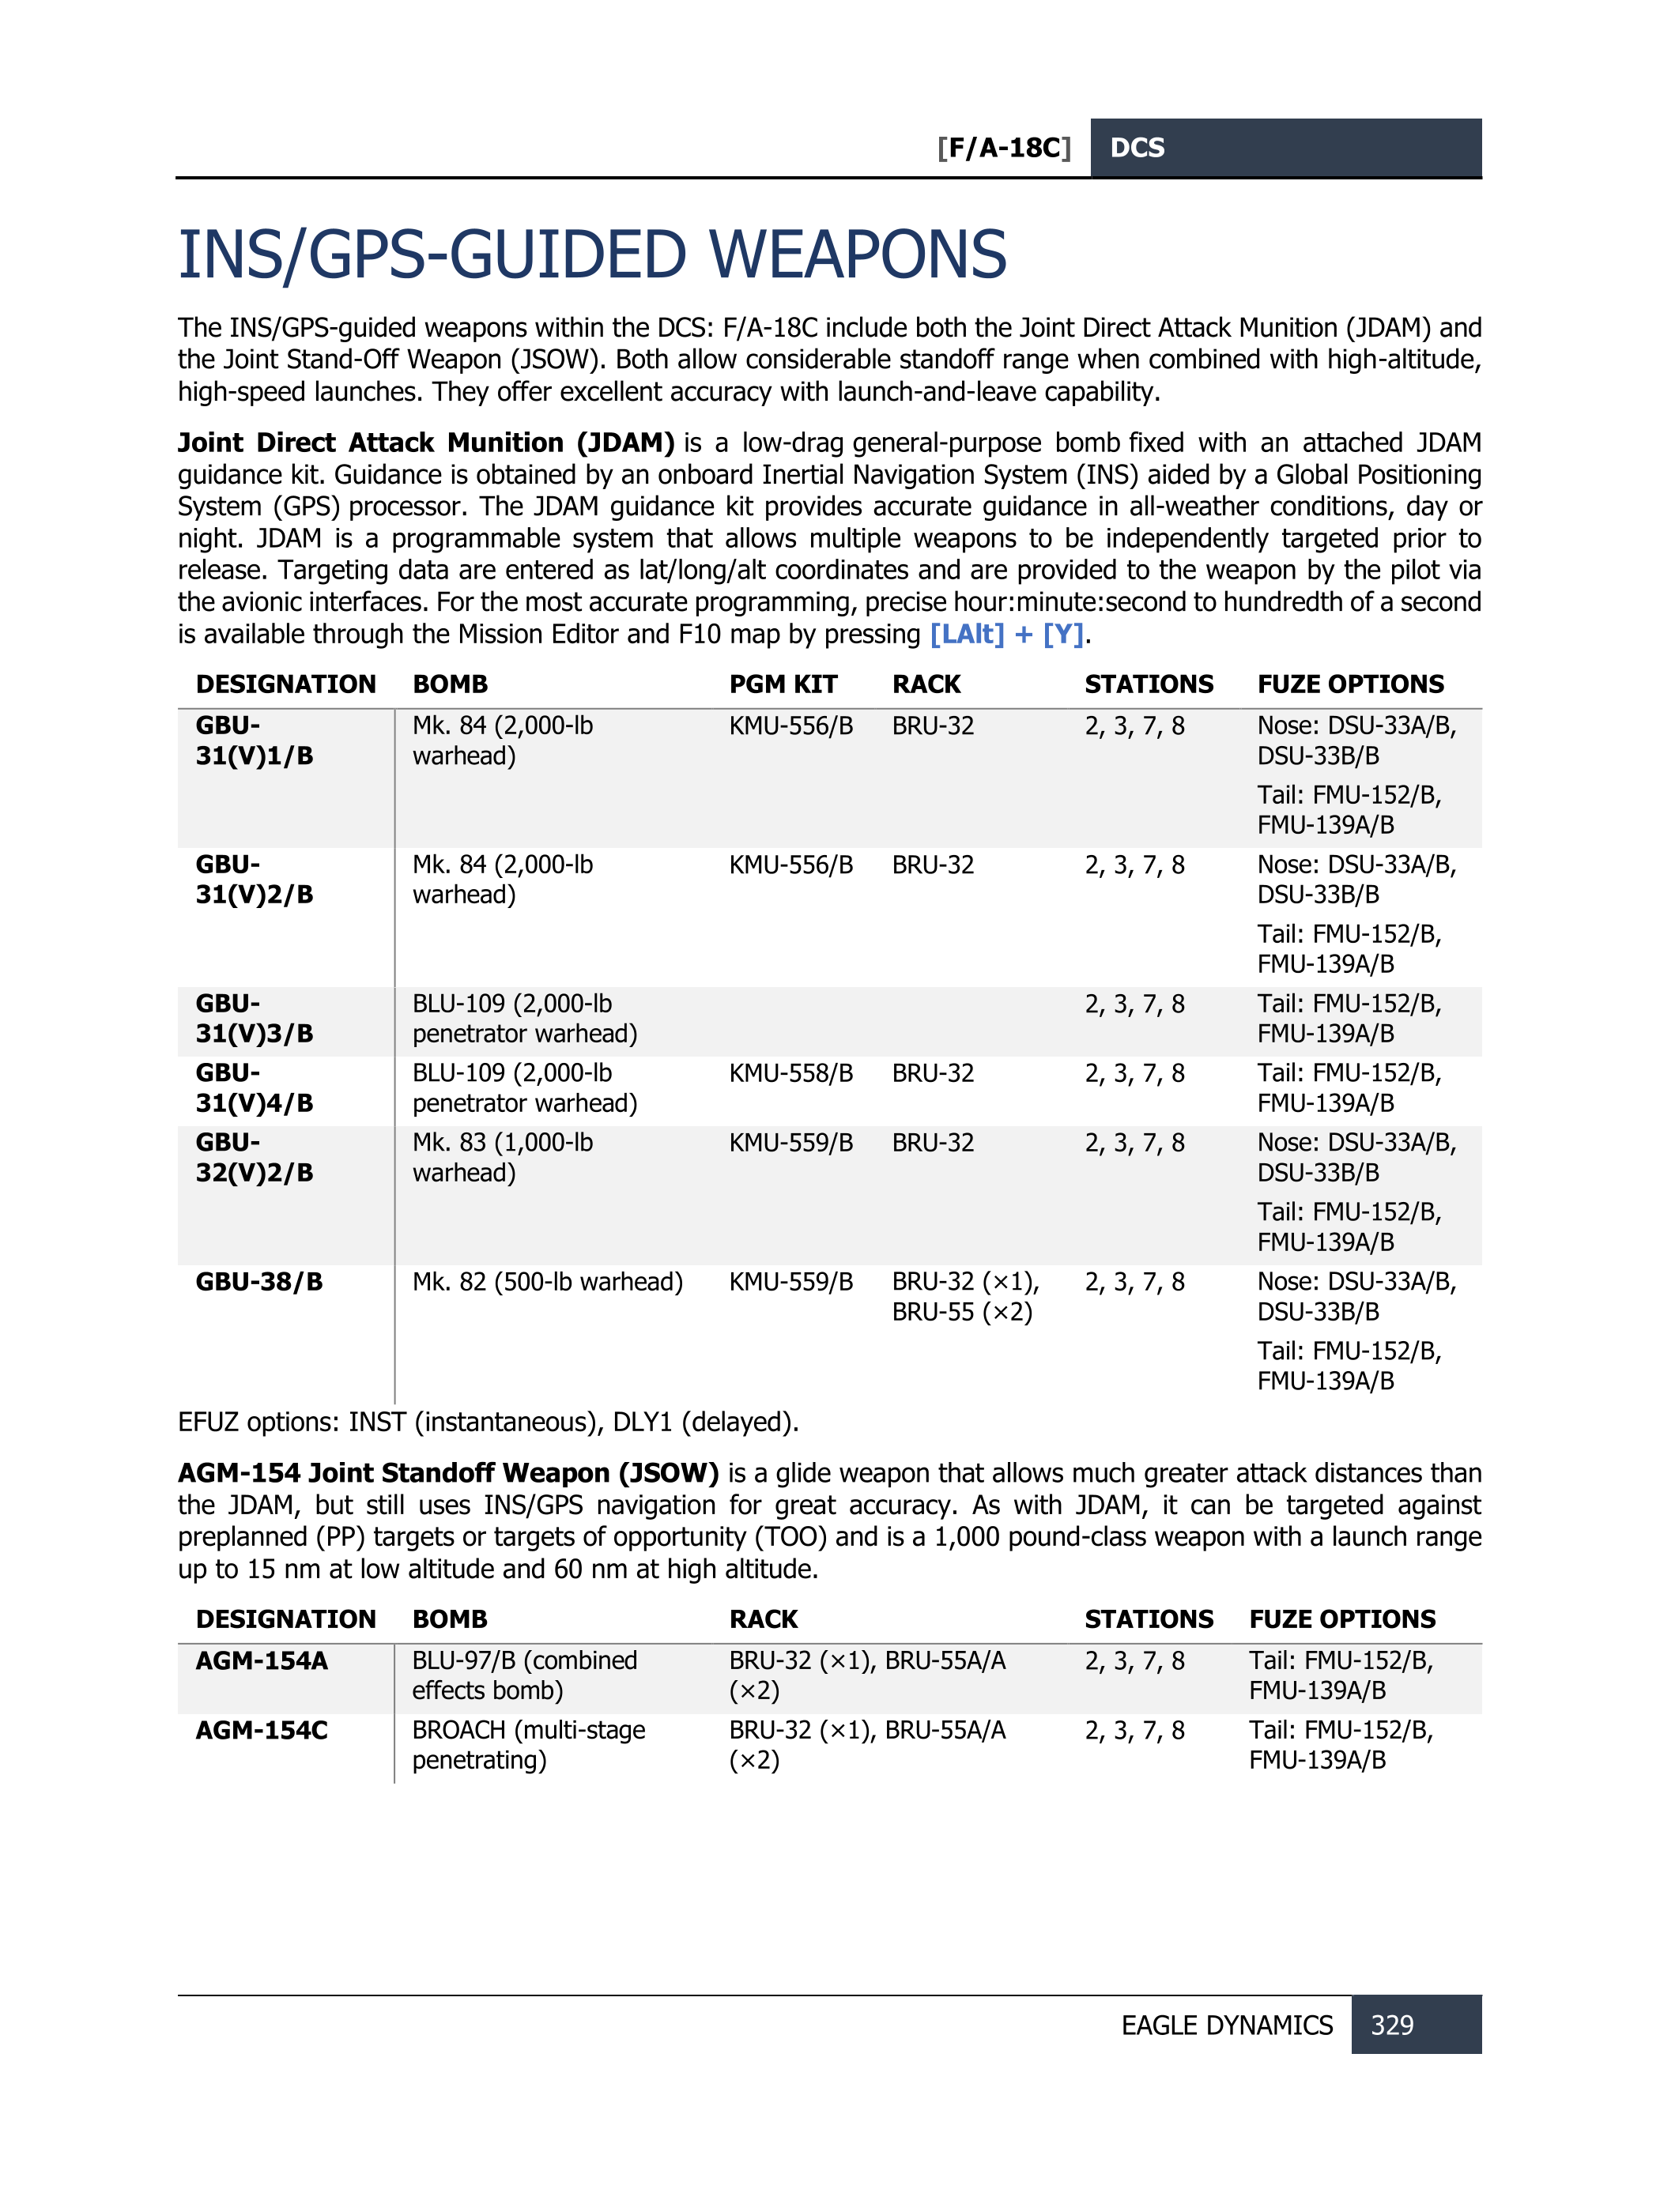 [F/A-18C] DCS
INS/GPS-GUIDED WEAPONS
The INS/GPS-guided weapons within the DCS: F/A-18C include both the Joint Direct Attack Munition (JDAM) and
the Joint Stand-Off Weapon (JSOW). Both allow considerable standoff range when combined with high-altitude,
high-speed launches. They offer excellent accuracy with launch-and-leave capability.
Joint Direct Attack Munition (JDAM) is a low-drag general-purpose bomb fixed with an attached JDAM
guidance kit. Guidance is obtained by an onboard Inertial Navigation System (INS) aided by a Global Positioning
System (GPS) processor. The JDAM guidance kit provides accurate guidance in all-weather conditions, day or
night. JDAM is a programmable system that allows multiple weapons to be independently targeted prior to
release. Targeting data are entered as lat/long/alt coordinates and are provided to the weapon by the pilot via
the avionic interfaces. For the most accurate programming, precise hour:minute:second to hundredth of a second
is available through the Mission Editor and F10 map by pressing [LAlt] + [Y].
DESIGNATION BOMB PGM KIT RACK STATIONS FUZE OPTIONS
GBU- Mk. 84 (2,000-lb KMU-556/B BRU-32 2, 3, 7, 8 Nose: DSU-33A/B,
31(V)1/B warhead) DSU-33B/B
Tail: FMU-152/B,
FMU-139A/B
GBU- Mk. 84 (2,000-lb KMU-556/B BRU-32 2, 3, 7, 8 Nose: DSU-33A/B,
31(V)2/B warhead) DSU-33B/B
Tail: FMU-152/B,
FMU-139A/B
GBU- BLU-109 (2,000-lb 2, 3, 7, 8 Tail: FMU-152/B,
31(V)3/B penetrator warhead) FMU-139A/B
GBU- BLU-109 (2,000-lb KMU-558/B BRU-32 2, 3, 7, 8 Tail: FMU-152/B,
31(V)4/B penetrator warhead) FMU-139A/B
GBU- Mk. 83 (1,000-lb KMU-559/B BRU-32 2, 3, 7, 8 Nose: DSU-33A/B,
32(V)2/B warhead) DSU-33B/B
Tail: FMU-152/B,
FMU-139A/B
GBU-38/B Mk. 82 (500-lb warhead) KMU-559/B BRU-32 (×1), 2, 3, 7, 8 Nose: DSU-33A/B,
BRU-55 (×2) DSU-33B/B
Tail: FMU-152/B,
FMU-139A/B
EFUZ options: INST (instantaneous), DLY1 (delayed).
AGM-154 Joint Standoff Weapon (JSOW) is a glide weapon that allows much greater attack distances than
the JDAM, but still uses INS/GPS navigation for great accuracy. As with JDAM, it can be targeted against
preplanned (PP) targets or targets of opportunity (TOO) and is a 1,000 pound-class weapon with a launch range
up to 15 nm at low altitude and 60 nm at high altitude.
DESIGNATION BOMB RACK STATIONS FUZE OPTIONS
AGM-154A BLU-97/B (combined BRU-32 (×1), BRU-55A/A 2, 3, 7, 8 Tail: FMU-152/B,
effects bomb) (×2) FMU-139A/B
AGM-154C BROACH (multi-stage BRU-32 (×1), BRU-55A/A 2, 3, 7, 8 Tail: FMU-152/B,
penetrating) (×2) FMU-139A/B
EAGLE DYNAMICS 329